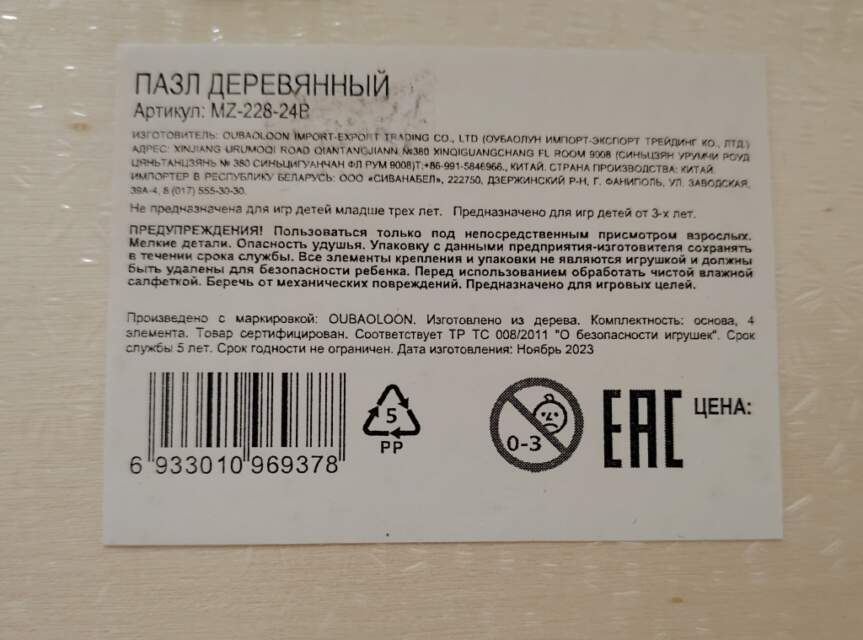 ПАЗЛ ДЕРЕВЯННЫЙ
Артикул: MZ-228-24B
ИЗГОТОВИТЕЛЬ: OUBAOLOON IMPORT-EXPORT TRADING CO., LTD (ОУБАОЛУН ИМПОРТ-ЭКСПОРТ ТРЕЙДИНГ КО., ЛТД.)
АДРЕС: XINJIANG URUMOQI ROAD QIANTANGJIANN №380 XINQIGUANGCHANG FL ROOM 9008 (СИНЬЦЗЯН УРУМЧИ РОУД
ЦЯНЬТАНЦЗЯНЬ № 380 СИНЬЦИГУАНЧАН ФЛ РУМ 9008)Т:+86-991-5846966., КИТАЙ. СТРАНА ПРОИЗВОДСТВА: КИТАЙ.
ИМПОРТЕР В РЕСПУБЛИКУ БЕЛАРУСЬ: ООО «СИВАНАБЕЛ», 222750, ДЗЕРЖИНСКИЙ Р-Н, Г. ФАНИПОЛЬ, УЛ. ЗАВОДСКАЯ,
39А-4, 8 (017) 555-30-30.
Не предназначена для игр детей младше трех лет. Предназначено для игр детей от 3-х лет.
ПРЕДУПРЕЖДЕНИЯ! Пользоваться только под непосредственным присмотром взрослых.
Мелкие детали. Опасность удушья. Упаковку с данными предприятия-изготовителя сохранять
в течении срока службы. Все элементы крепления и упаковки не являются игрушкой и должны
быть удалены для безопасности ребенка. Перед использованием обработать чистой влажной
салфеткой. Беречь от механических повреждений. Предназначено для игровых целей.
Произведено с маркировкой: OUBAOLOON. Изготовлено из дерева. Комплектность: основа, 4
элемента. Товар сертифицирован. Соответствует ТР ТС 008/2011 "О безопасности игрушек". Срок
службы 5 лет. Срок годности не ограничен. Дата изготовления: Ноябрь 2023
6 933010 969378
5
PP
0-3
EAC
ЦЕНА: